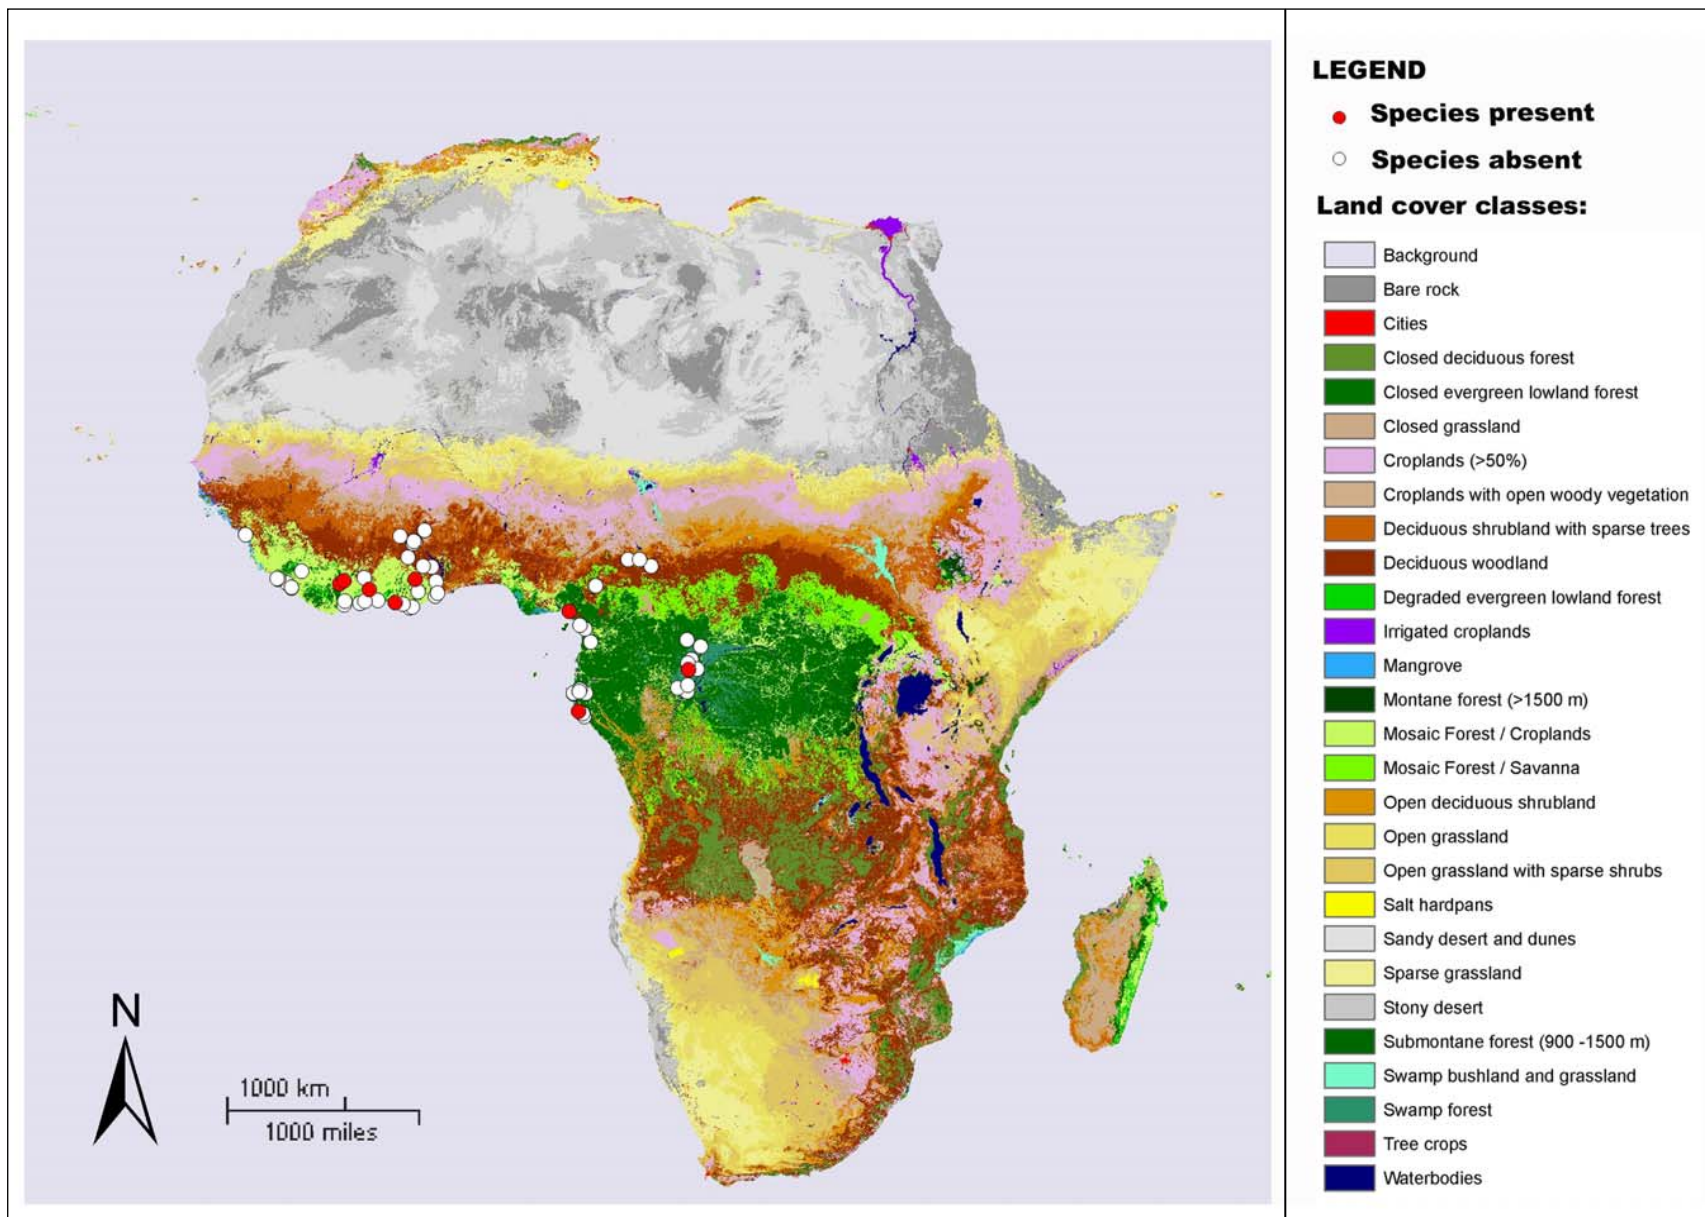 LEGEND
Species present
Species absent
Land cover classes:
Background
Bare rock
Cities
Closed deciduous forest
Closed evergreen lowland forest
Closed grassland
Croplands (>50%)
Croplands with open woody vegetation
Deciduous shrubland with sparse trees
Deciduous woodland
Degraded evergreen lowland forest
Irrigated croplands
Mangrove
Montane forest (>1500 m)
Mosaic Forest / Croplands
Mosaic Forest / Savanna
Open deciduous shrubland
Open grassland
Open grassland with sparse shrubs
Salt hardpans
Sandy desert and dunes
Sparse grassland
Stony desert
Submontane forest (900 -1500 m)
Swamp bushland and grassland
Swamp forest
Tree crops
Waterbodies
N
1000 km
1000 miles